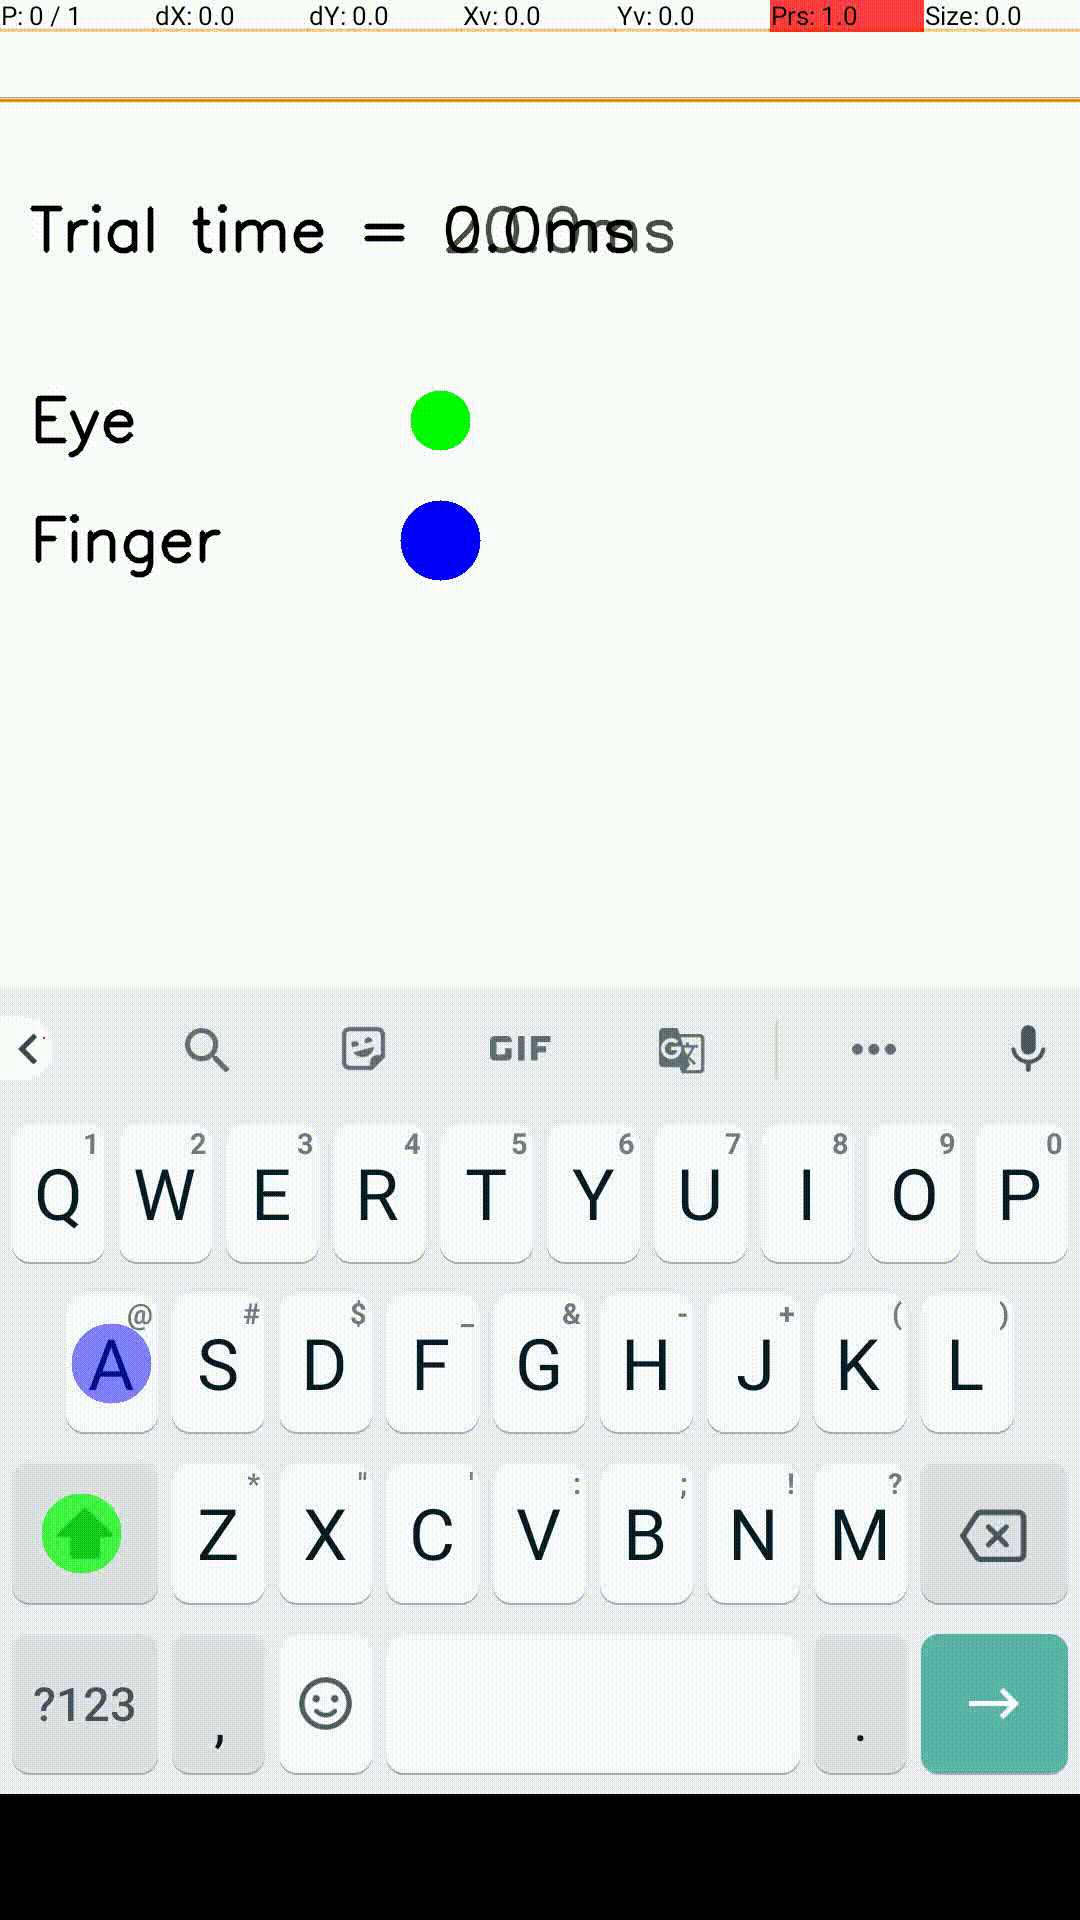 P: 0 / 1 dX: 0.0 dY: 0.0 Xv: 0.0 Yv: 0.0 Prs: 1.0 Size: 0.0
Trial time = 0.0ms
Eye
Finger
GIF G
1 2 3 4 5 6 7 8 9 0
Q W E R T Y U I O P
@ # $ _ & - + ( )
A S D F G H J K L
* " ' : ; ! ?
Z X C V B N M
?123 , .